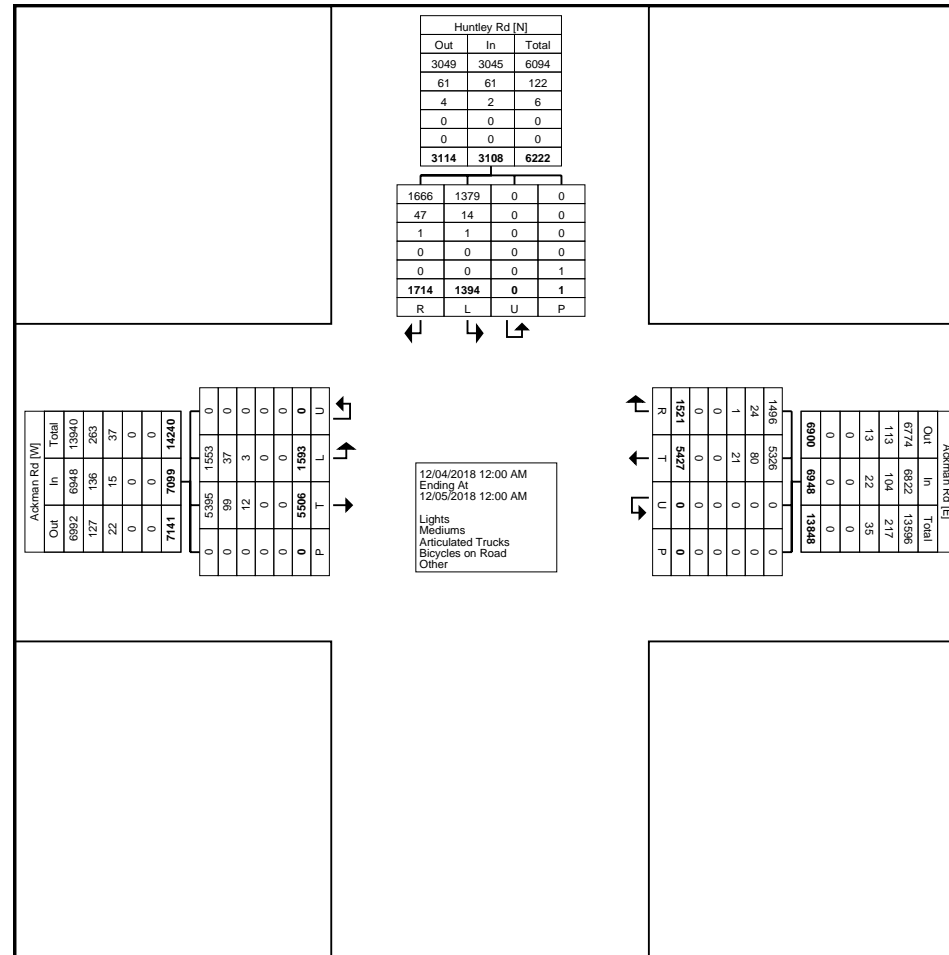 Huntley Rd [N]
Out In Total
3049 3045 6094
61 61 122
4 2 6
0 0 0
0 0 0
3114 3108 6222
1666 1379 0 0
47 14 0 0
1 1 0 0
0 0 0 0
0 0 0 1
1714 1394 0 1
R L U P
Ackman Rd [W]
Total In Out
13940 6948 6992
263 136 127
37 15 22
0 0 0
0 0 0
14240 7099 7141
0 1553 5395 0
0 37 99 0
0 3 12 0
0 0 0 0
0 0 0 0
0 1593 5506 0
U L T P
12/04/2018 12:00 AM
Ending At
12/05/2018 12:00 AM
Lights
Mediums
Articulated Trucks
Bicycles on Road
Other
Ackman Rd [E]
Out In Total
6774 6822 13596
113 104 217
13 22 35
0 0 0
0 0 0
6900 6948 13848
1496 5326 0 0
24 80 0 0
1 21 0 0
0 0 0 0
0 0 0 0
1521 5427 0 0
R T U P